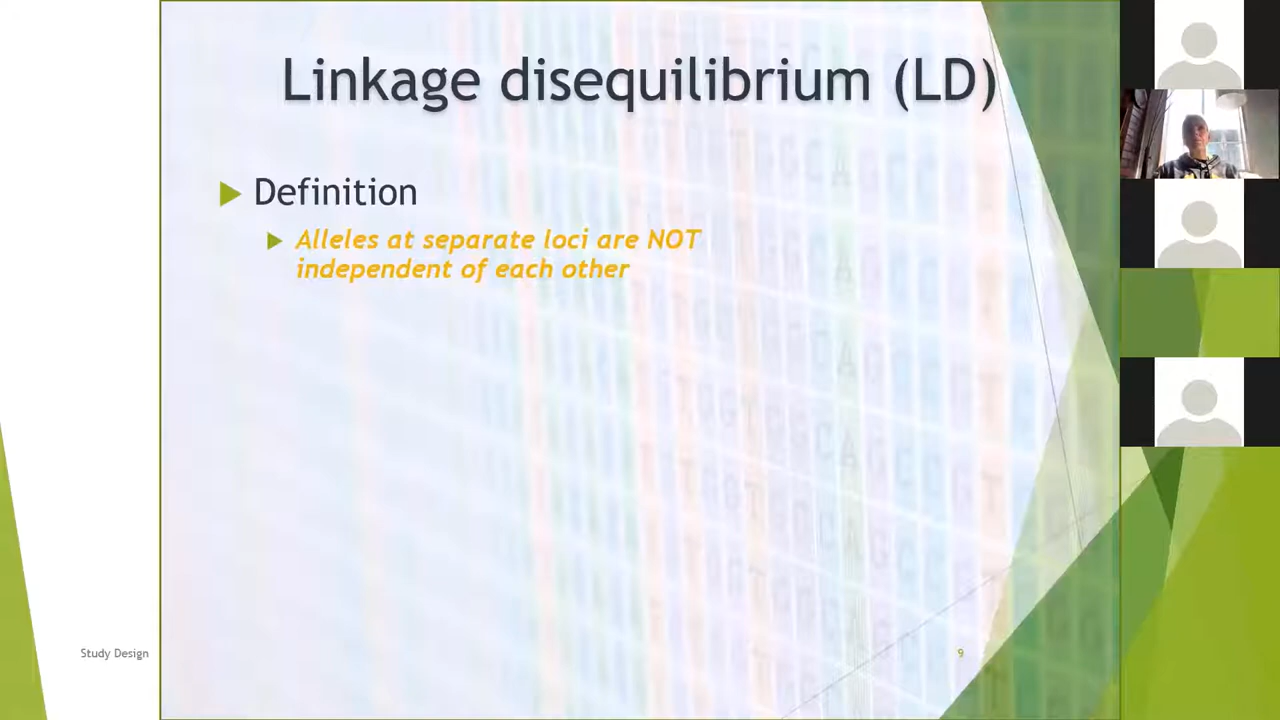 Linkage disequilibrium (LD)
Definition
Alleles at separate loci are NOT
independent of each other
Study Design
9